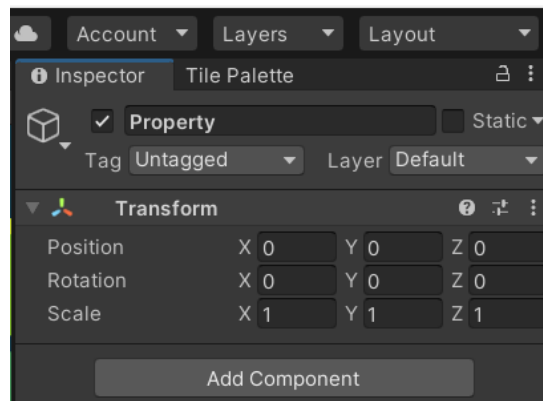 Account Layers Layout
Inspector Tile Palette
Property Static
Tag Untagged Layer Default
Transform
Position X 0 Y 0 Z 0
Rotation X 0 Y 0 Z 0
Scale X 1 Y 1 Z 1
Add Component